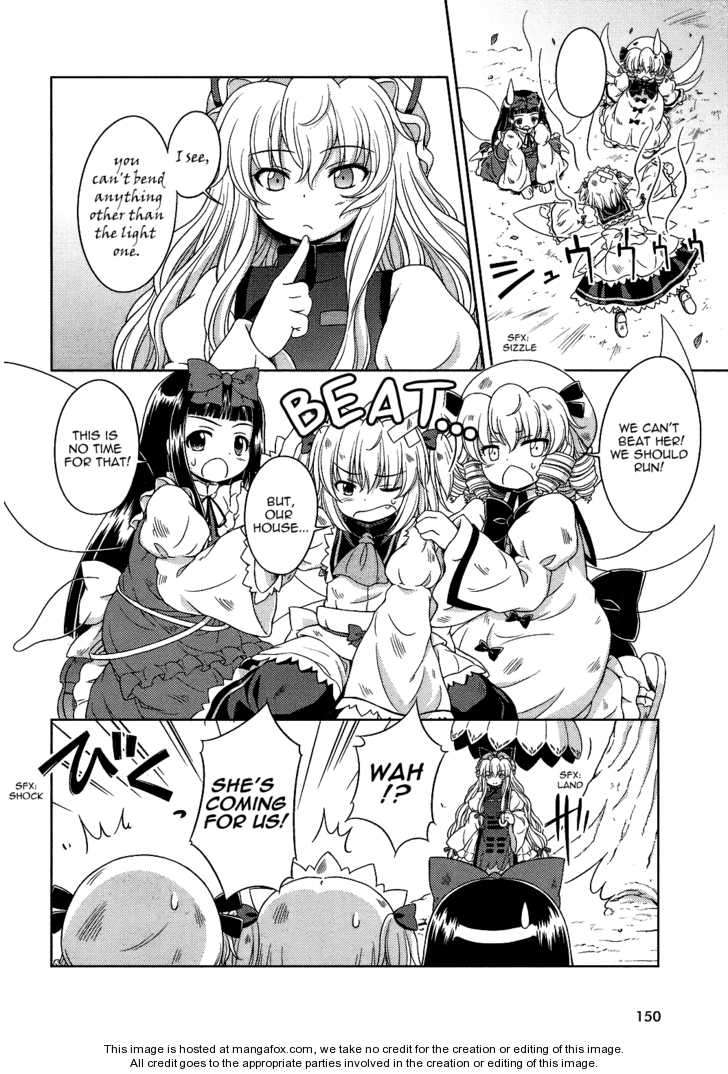 ウウゥゥ
ジュ
SFX:
SIZZLE
I see,
you
can't bend
anything
other than
the light
one.
WE CAN'T
BEAT HER!
WE SHOULD
RUN!
BEAT...
BUT,
OUR
HOUSE...
THIS IS
NO TIME
FOR THAT!
SFX:
LAND
WAH
!?
SHE'S
COMING
FOR US!
びく
SFX:
SHOCK
150
This image is hosted at mangafox.com, we take no credit for the creation or editing of this image.
All credit goes to the appropriate parties involved in the creation or editing of this image.